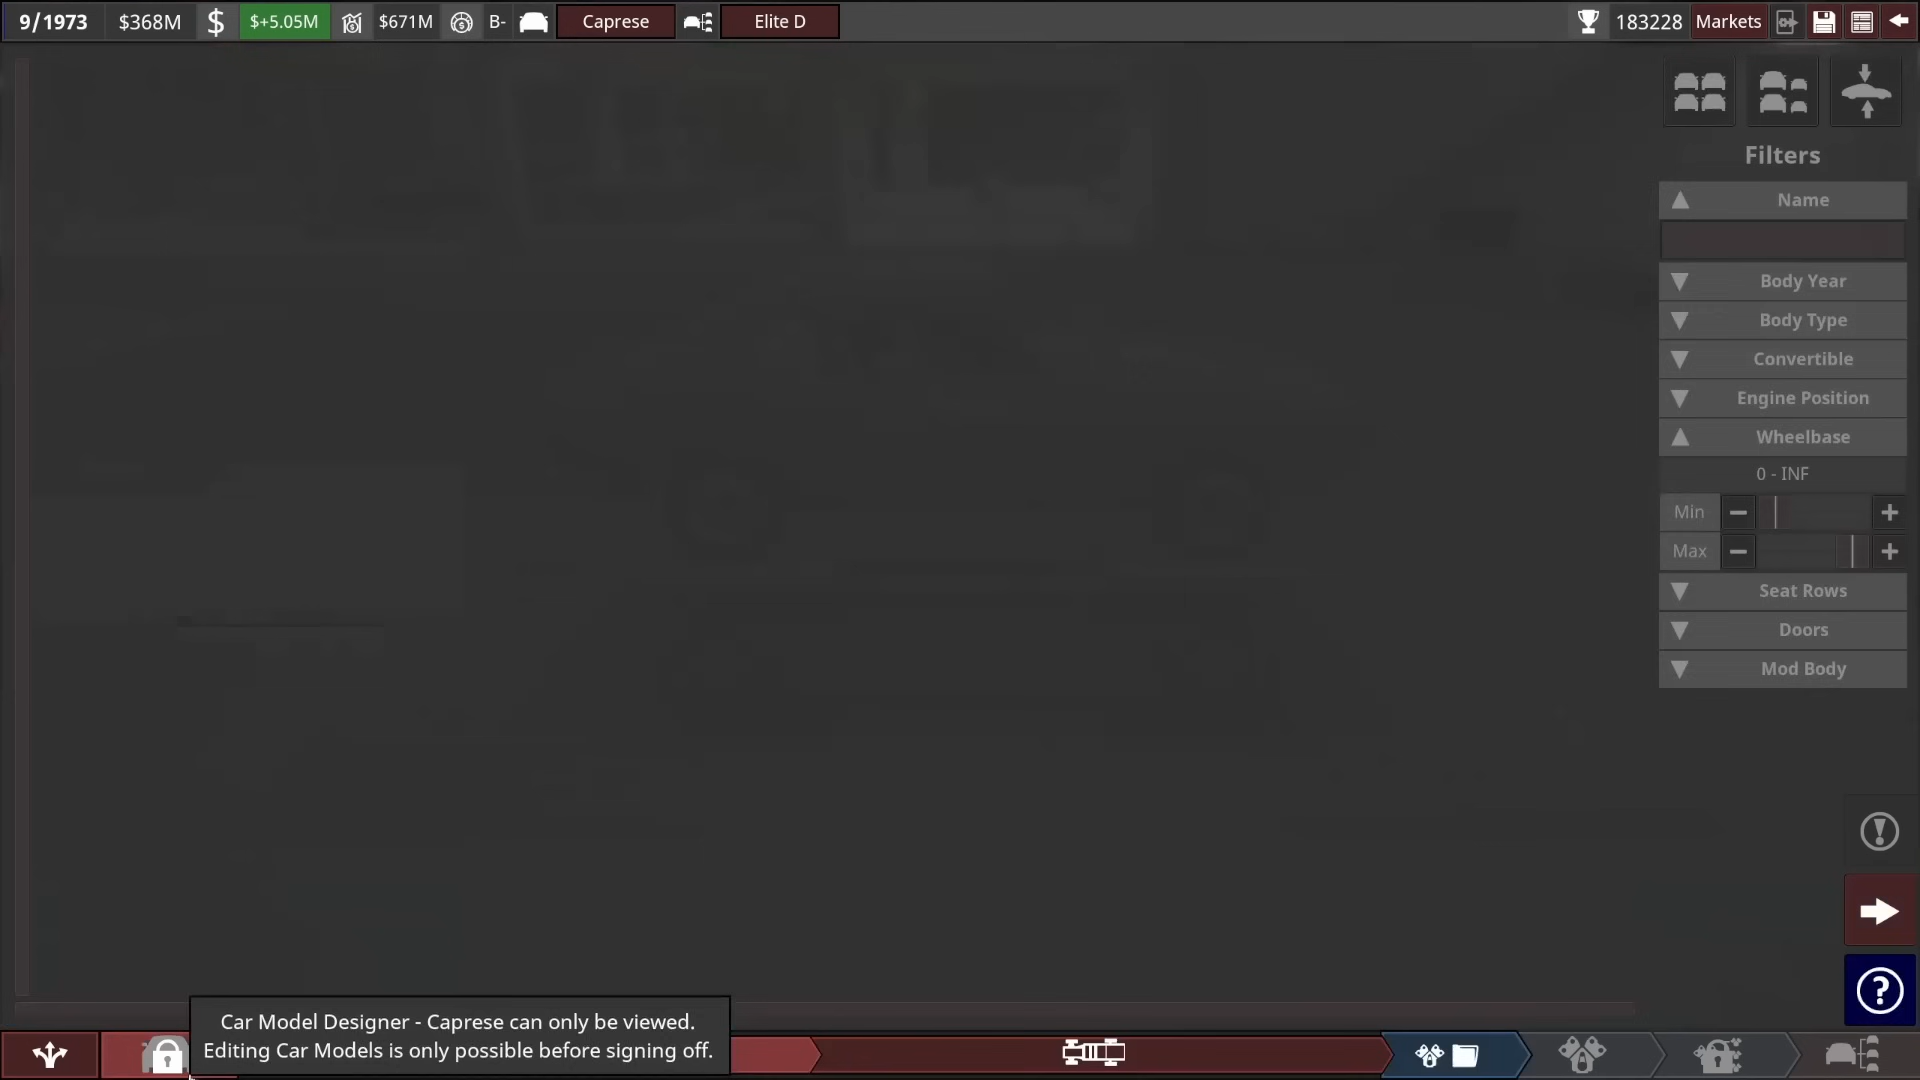 9/1973 $368M $ $+5.05M $671M B- Caprese Elite D 183228 Markets
Filters
Name
Body Year
Body Type
Convertible
Engine Position
Wheelbase
0 - INF
Min
Max
Seat Rows
Doors
Mod Body
Car Model Designer - Caprese can only be viewed.
Editing Car Models is only possible before signing off.